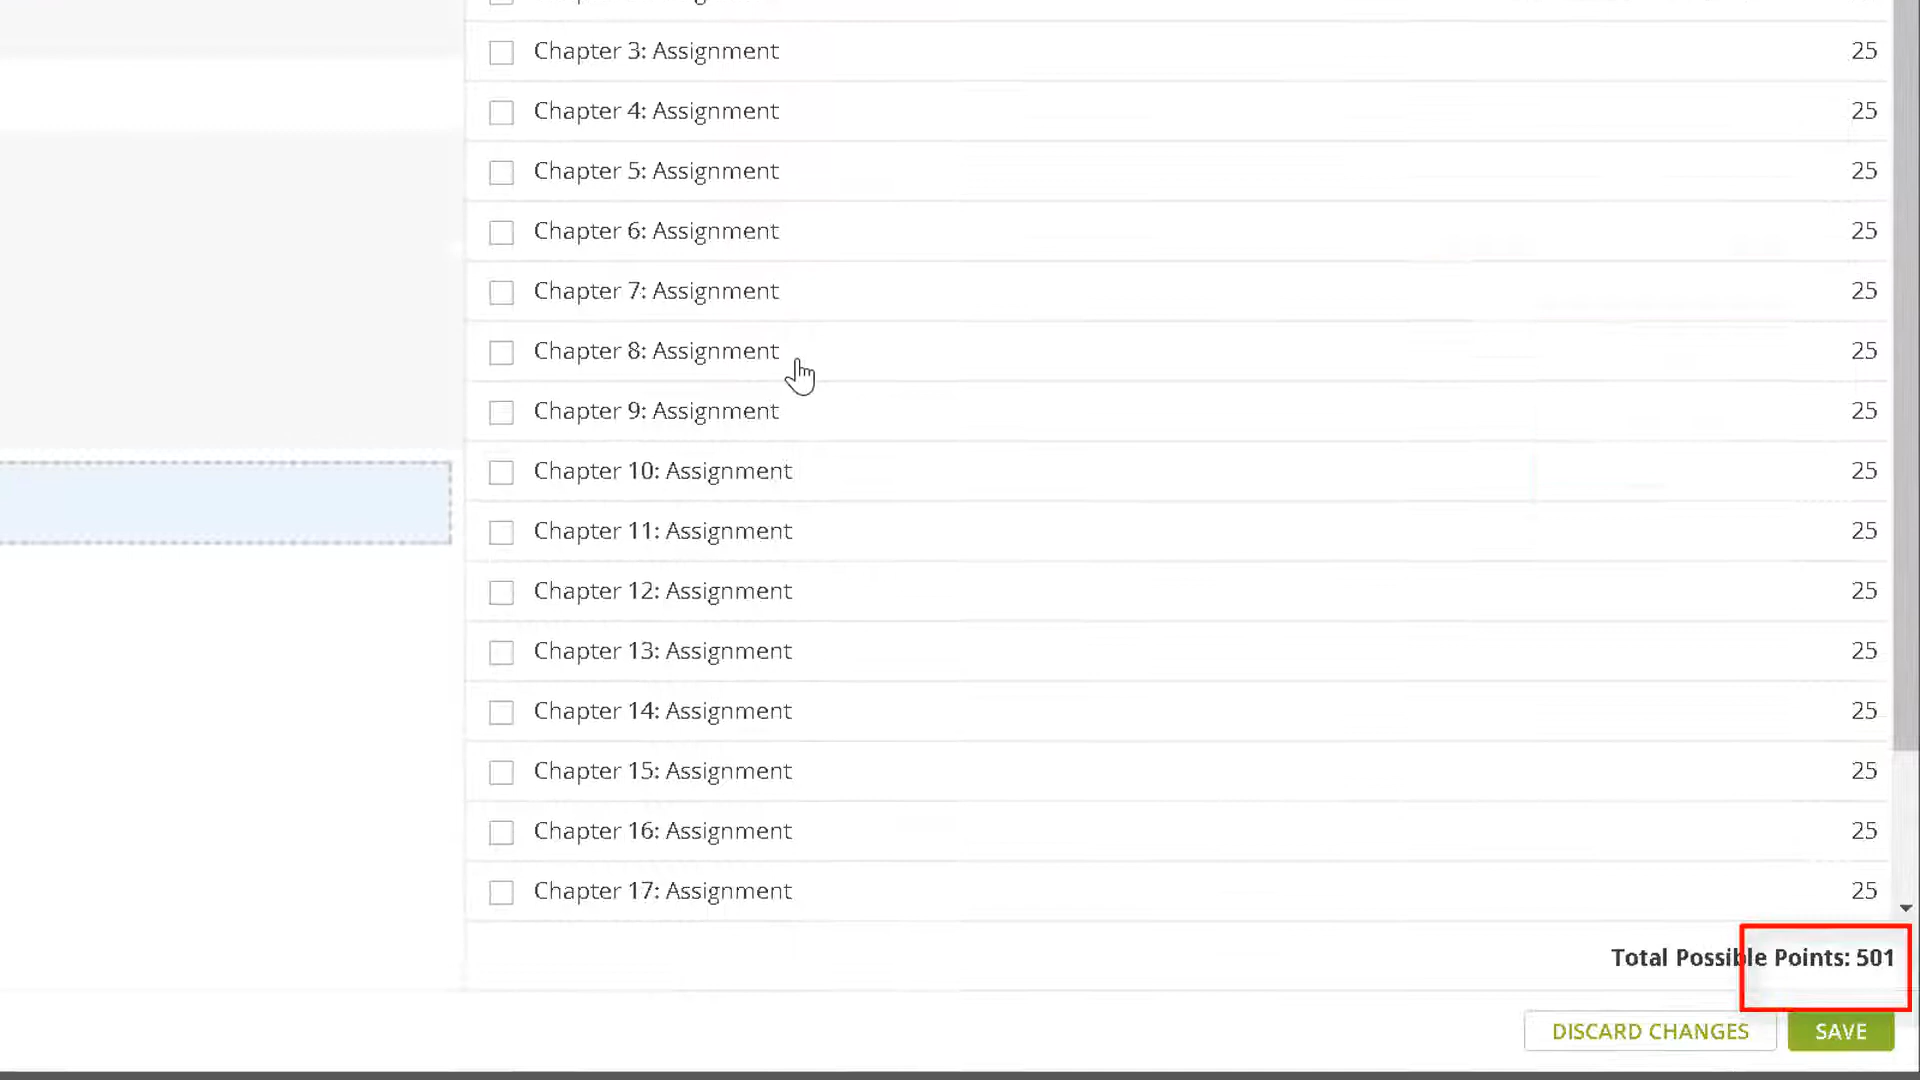 Chapter 3: Assignment 25
Chapter 4: Assignment 25
Chapter 5: Assignment 25
Chapter 6: Assignment 25
Chapter 7: Assignment 25
Chapter 8: Assignment 25
Chapter 9: Assignment 25
Chapter 10: Assignment 25
Chapter 11: Assignment 25
Chapter 12: Assignment 25
Chapter 13: Assignment 25
Chapter 14: Assignment 25
Chapter 15: Assignment 25
Chapter 16: Assignment 25
Chapter 17: Assignment 25
Total Possible Points: 501
DISCARD CHANGES SAVE